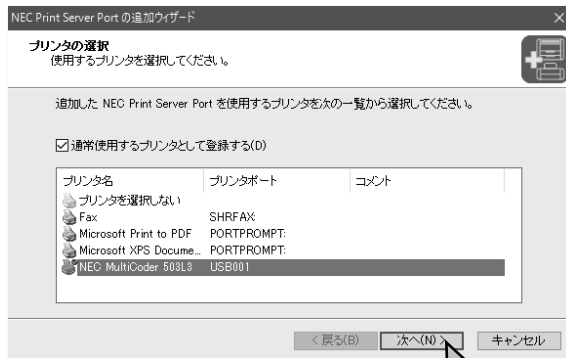 NEC Print Server Port の追加ウィザード
プリンタの選択
使用するプリンタを選択してください。
追加した NEC Print Server Port を使用するプリンタを次の一覧から選択してください。
通常使用するプリンタとして登録する(D)
プリンタ名 プリンタポート コメント
プリンタを選択しない
Fax SHRFAX:
Microsoft Print to PDF PORTPROMPT:
Microsoft XPS Docume... PORTPROMPT:
NEC MultiCoder 503L3 USB001
< 戻る(B) 次へ(N) > キャンセル